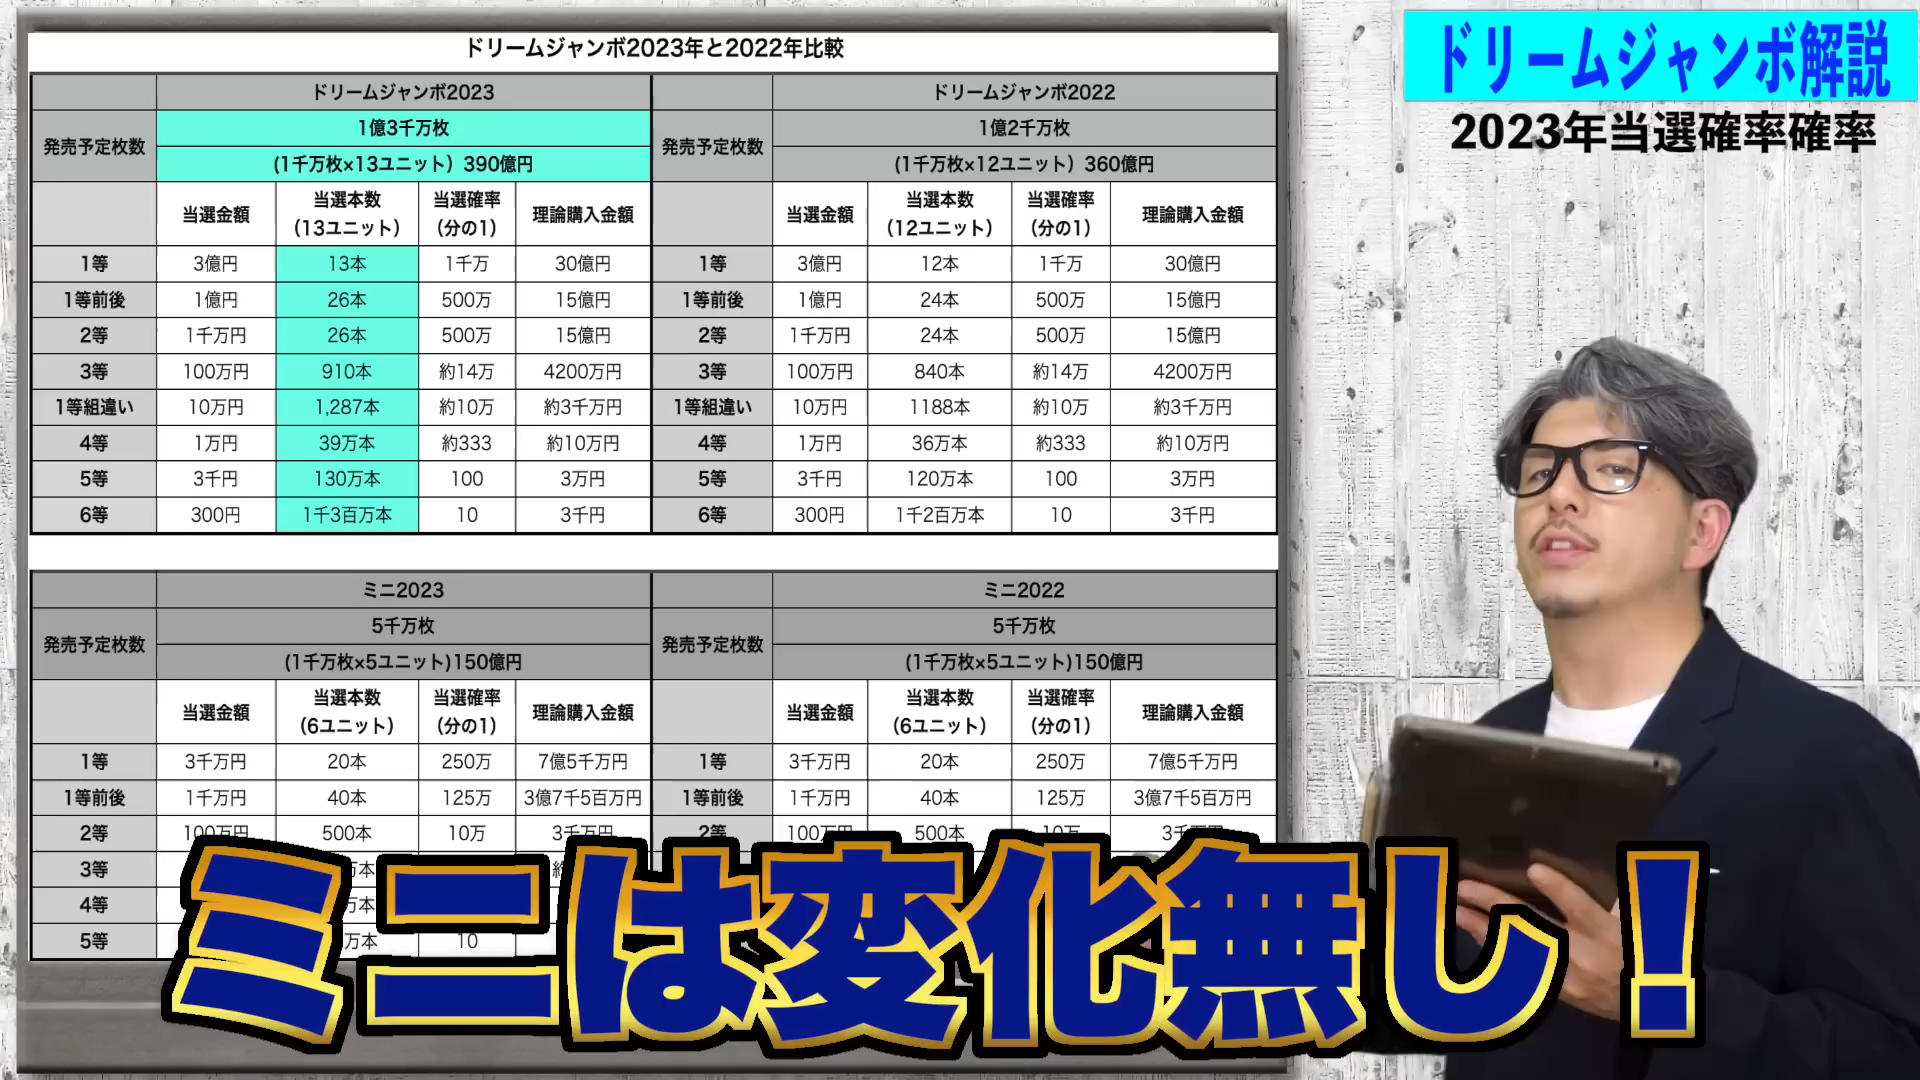 ドリームジャンボ2023年と2022年比較
ドリームジャンボ2023 ドリームジャンボ2022
発売予定枚数 1億3千万枚 発売予定枚数 1億2千万枚
(1千万枚×13ユニット）390億円 (1千万枚×12ユニット）360億円
当選金額 当選本数 当選確率 理論購入金額 当選金額 当選本数 当選確率 理論購入金額
(13ユニット) (分の1) (12ユニット) (分の1)
1等 3億円 13本 1千万 30億円 1等 3億円 12本 1千万 30億円
1等前後 1億円 26本 500万 15億円 1等前後 1億円 24本 500万 15億円
2等 1千万円 26本 500万 15億円 2等 1千万円 24本 500万 15億円
3等 100万円 910本 約14万 4200万円 3等 100万円 840本 約14万 4200万円
1等組違い 10万円 1,287本 約10万 約3千万円 1等組違い 10万円 1188本 約10万 約3千万円
4等 1万円 39万本 約333 約10万円 4等 1万円 36万本 約333 約10万円
5等 3千円 130万本 100 3万円 5等 3千円 120万本 100 3万円
6等 300円 1千3百万本 10 3千円 6等 300円 1千2百万本 10 3千円
ミニ2023 ミニ2022
発売予定枚数 5千万枚 発売予定枚数 5千万枚
(1千万枚×5ユニット)150億円 (1千万枚×5ユニット)150億円
当選金額 当選本数 当選確率 理論購入金額 当選金額 当選本数 当選確率 理論購入金額
(6ユニット) (分の1) (6ユニット) (分の1)
1等 3千万円 20本 250万 7億5千万円 1等 3千万円 20本 250万 7億5千万円
1等前後 1千万円 40本 125万 3億7千5百万円 1等前後 1千万円 40本 125万 3億7千5百万円
2等 100万円 500本 10万 3千万円 2等 100万円 500本 10万 3千万円
3等 万本
4等 万本
5等 万本 10
ドリームジャンボ解説
2023年当選確率確率
ミニは変化無し！